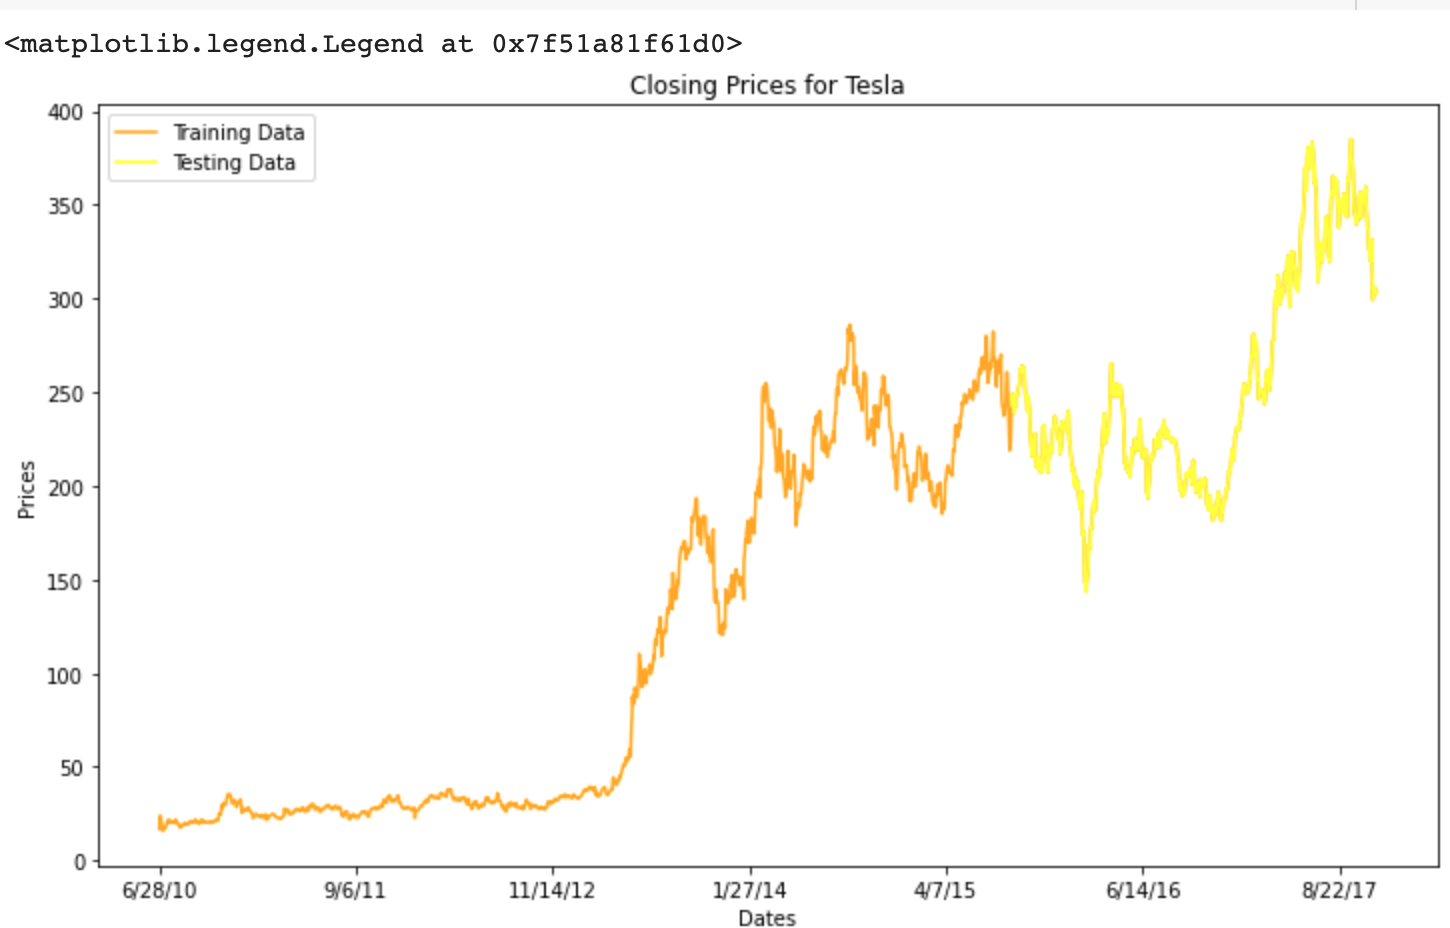 <matplotlib.legend.Legend at 0x7f51a81f61d0>
Closing Prices for Tesla
Training Data
Testing Data
400
350
300
250
200
150
100
50
0
Prices
6/28/10 9/6/11 11/14/12 1/27/14 4/7/15 6/14/16 8/22/17
Dates